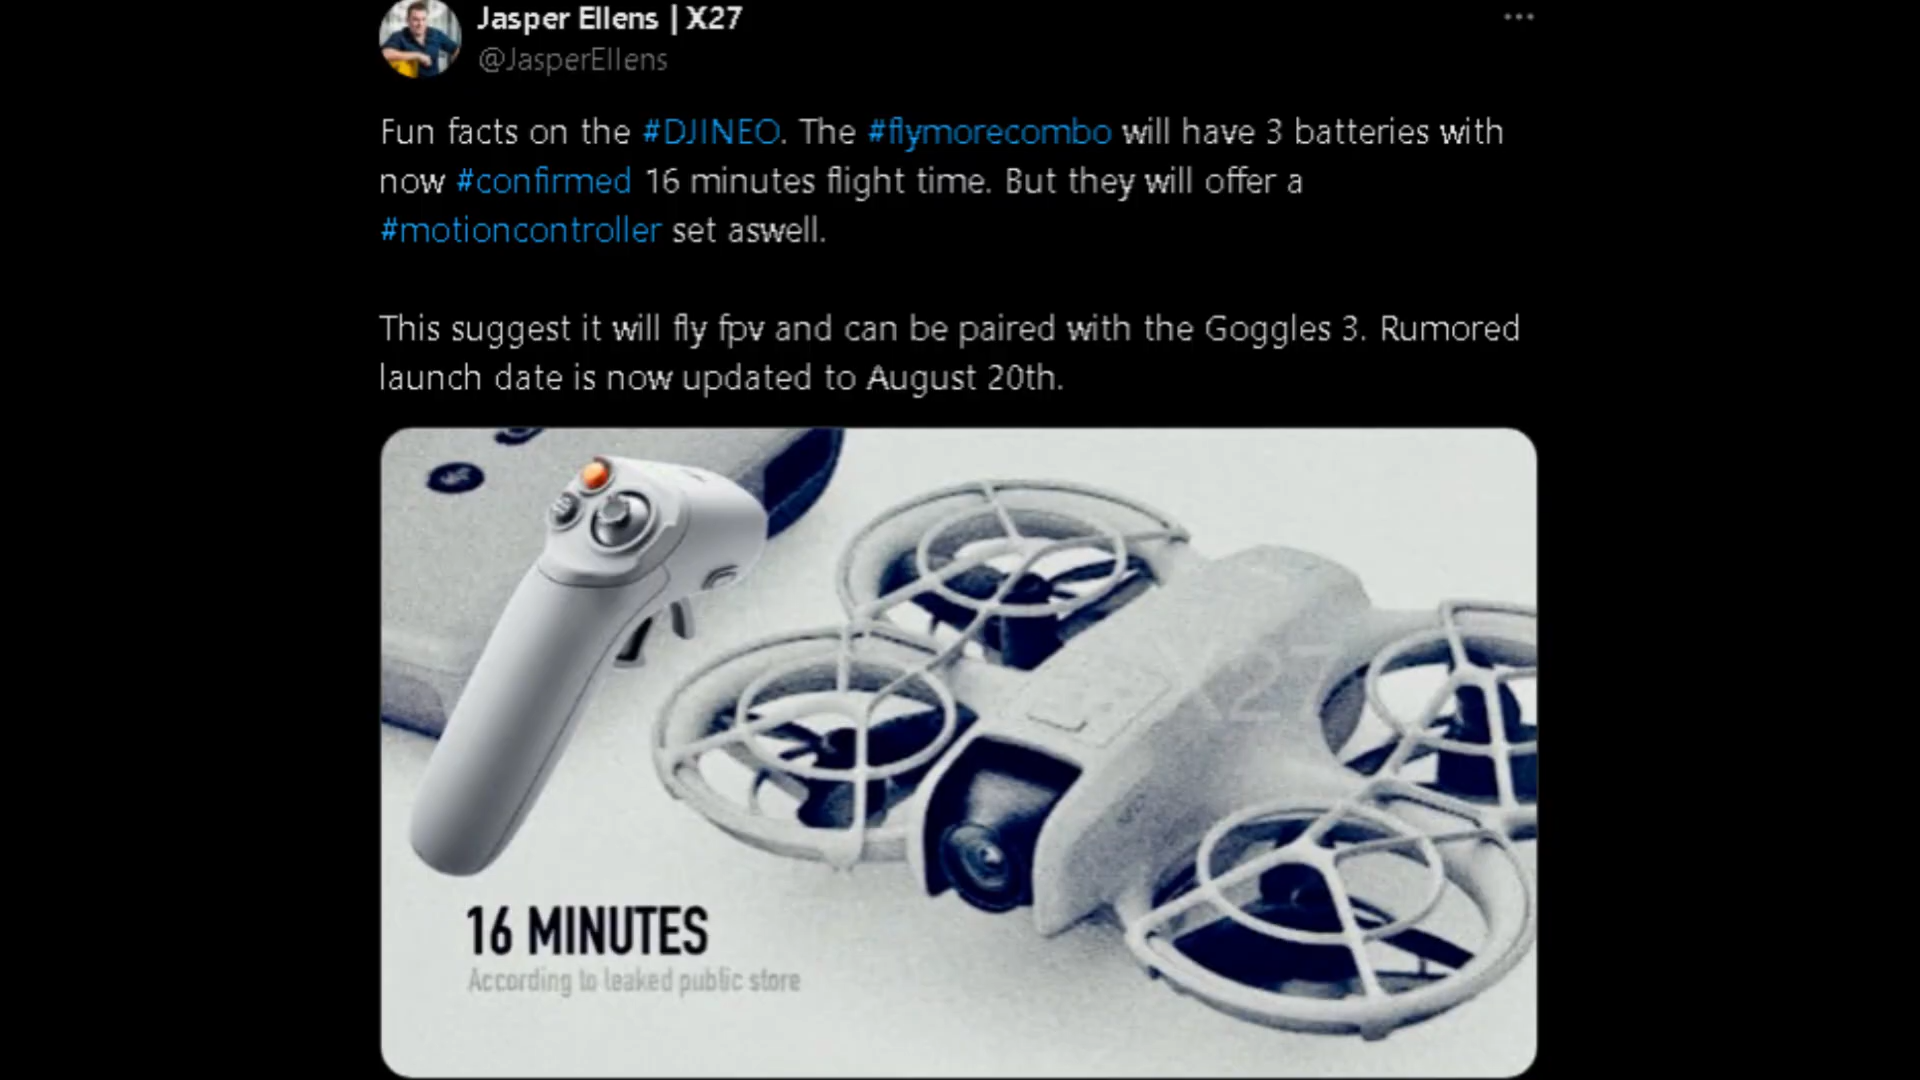 Jasper Ellens | X27
@JasperEllens
Fun facts on the #DJINEO. The #flymorecombo will have 3 batteries with
now #confirmed 16 minutes flight time. But they will offer a
#motioncontroller set aswell.
This suggest it will fly fpv and can be paired with the Goggles 3. Rumored
launch date is now updated to August 20th.
X27
16 MINUTES
According to leaked public store